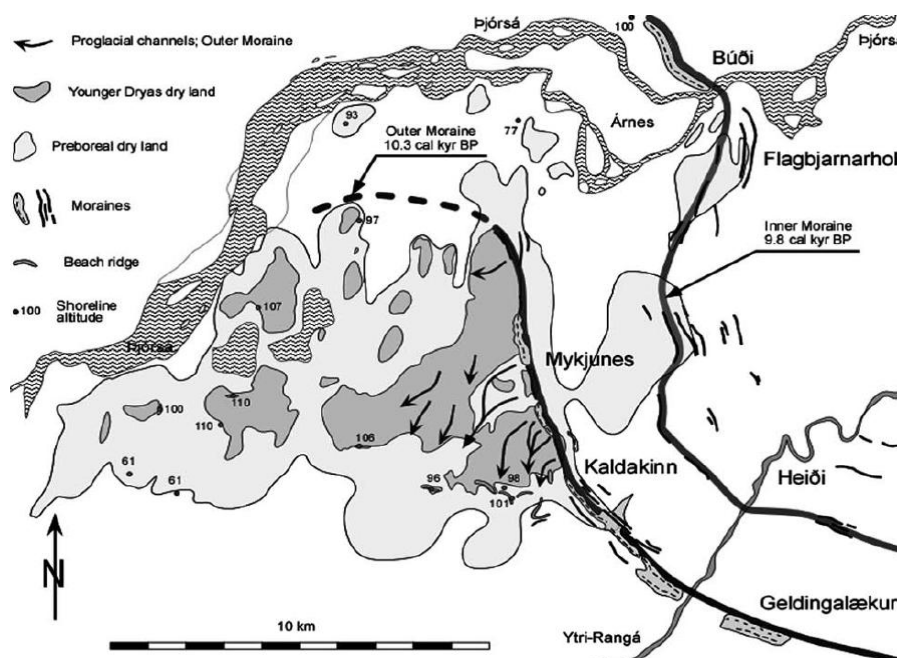 Proglacial channels; Outer Moraine
Younger Dryas dry land
Preboreal dry land
Moraines
Beach ridge
100
Shoreline
altitude
100
Þjórsá
Búði
Þjórsá
93
77
Árnes
Outer Moraine
10.3 cal kyr BP
Flagbjarnarhol
97
Inner Moraine
9.8 cal kyr BP
107
Þjórsá
Mykjunes
110
100
110
106
Kaldakinn
61
61
96
98
101
Heiði
N
10 km
Geldingalækur
Ytri-Rangá